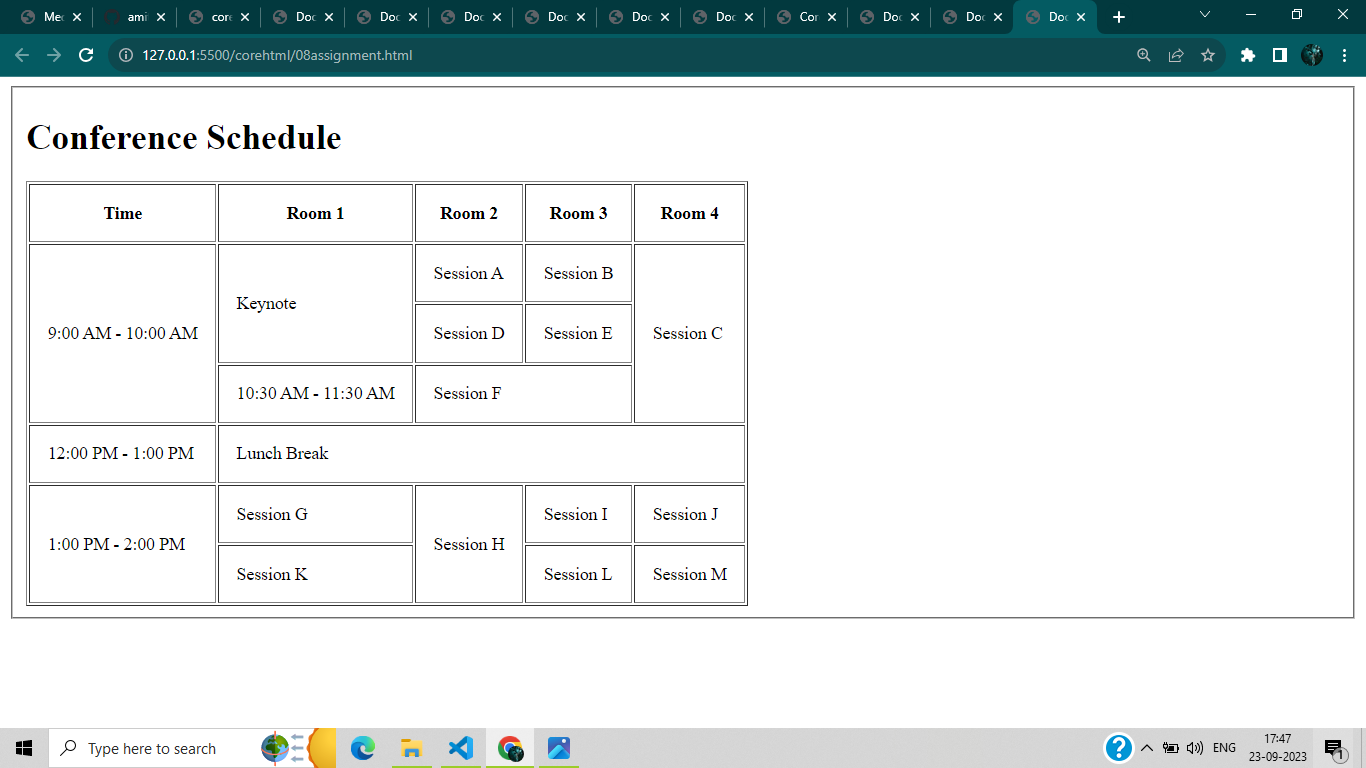 Mec ami core Doc Doc Doc Doc Doc Doc Cor Doc Doc Doc
127.0.0.1:5500/corehtml/08assignment.html
Conference Schedule
Time Room 1 Room 2 Room 3 Room 4
9:00 AM - 10:00 AM Keynote Session A Session B Session C
Session D Session E
10:30 AM - 11:30 AM Session F
12:00 PM - 1:00 PM Lunch Break
1:00 PM - 2:00 PM Session G Session H Session I Session J
Session K Session L Session M
Type here to search
ENG
17:47
23-09-2023
1